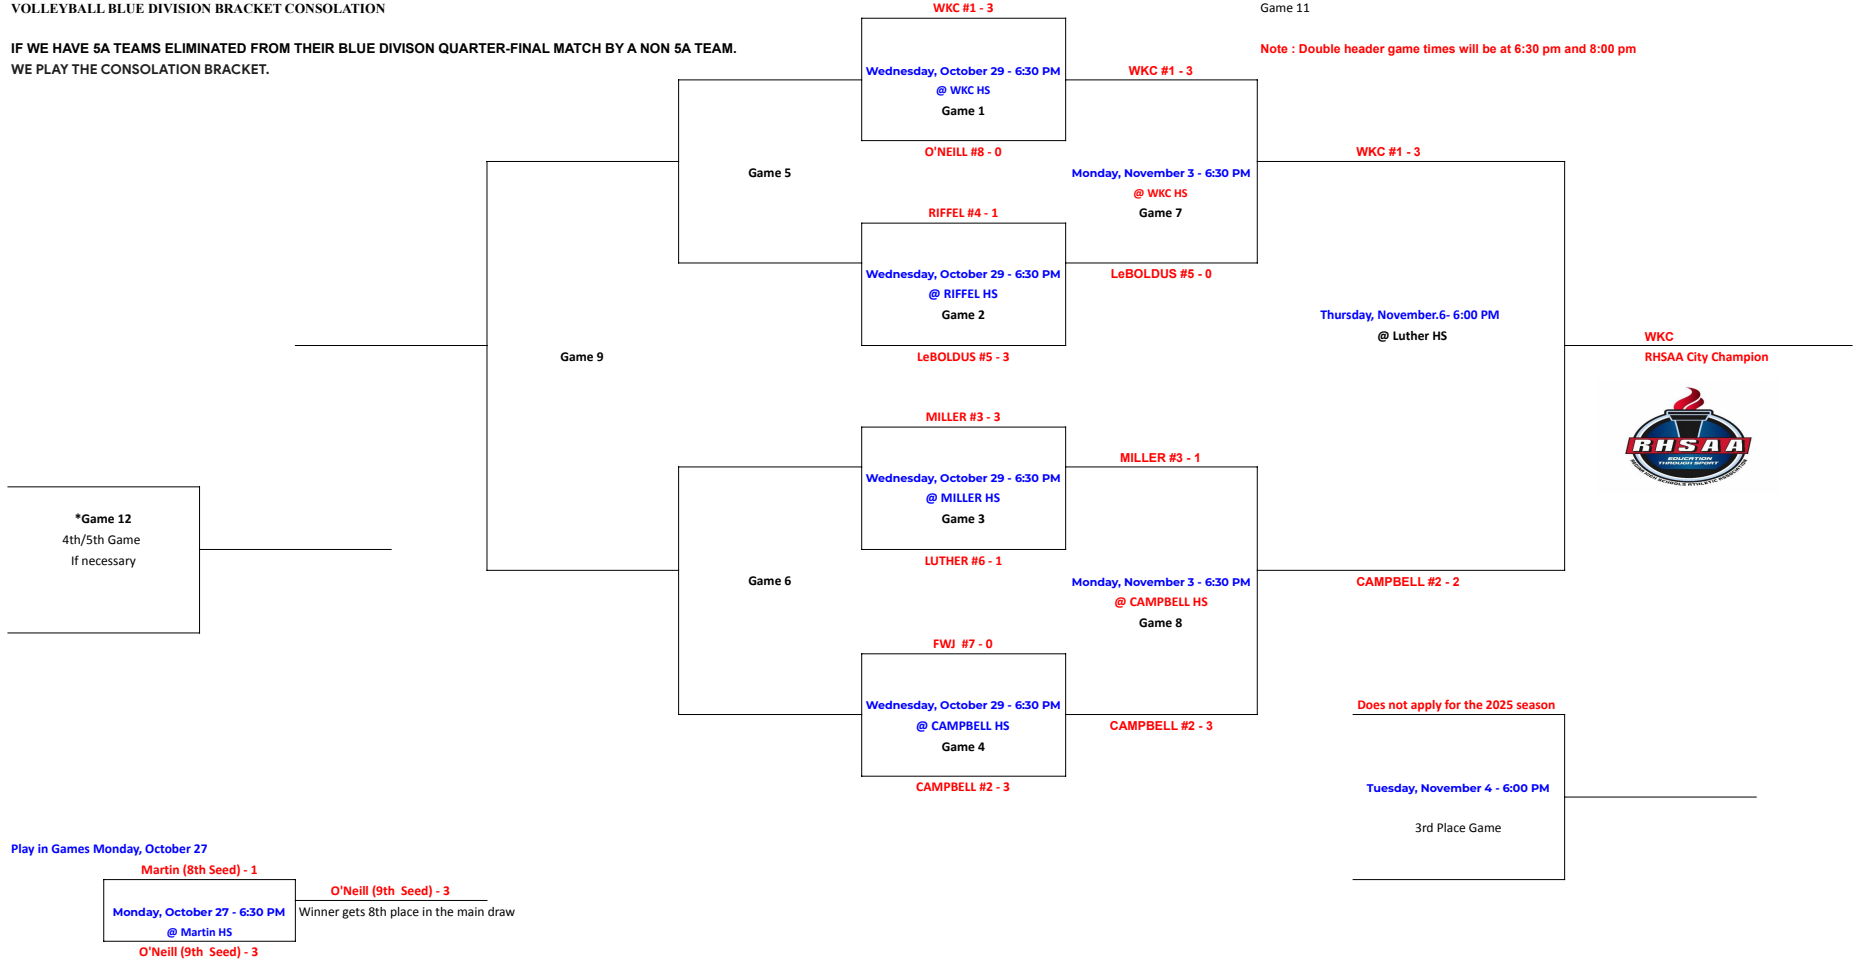 VOLLEYBALL BLUE DIVISION BRACKET CONSOLATION
WKC #1 - 3
Game 11
IF WE HAVE 5A TEAMS ELIMINATED FROM THEIR BLUE DIVISON QUARTER-FINAL MATCH BY A NON 5A TEAM.
WE PLAY THE CONSOLATION BRACKET.
Note : Double header game times will be at 6:30 pm and 8:00 pm
Wednesday, October 29 - 6:30 PM
@ WKC HS
Game 1
WKC #1 - 3
O'NEILL #8 - 0
WKC #1 - 3
Game 5
Monday, November 3 - 6:30 PM
@ WKC HS
Game 7
RIFFEL #4 - 1
Wednesday, October 29 - 6:30 PM
@ RIFFEL HS
Game 2
LeBOLDUS #5 - 0
Thursday, November.6- 6:00 PM
@ Luther HS
WKC
RHSAA City Champion
Game 9
LeBOLDUS #5 - 3
RHSAA
EDUCATION
THROUGH SPORT
REGINA HIGH SCHOOLS ATHLETIC ASSOCIATION
MILLER #3 - 3
MILLER #3 - 1
Wednesday, October 29 - 6:30 PM
@ MILLER HS
Game 3
*Game 12
4th/5th Game
If necessary
LUTHER #6 - 1
Game 6
Monday, November 3 - 6:30 PM
@ CAMPBELL HS
Game 8
CAMPBELL #2 - 2
FWJ #7 - 0
Wednesday, October 29 - 6:30 PM
@ CAMPBELL HS
Game 4
CAMPBELL #2 - 3
Does not apply for the 2025 season
CAMPBELL #2 - 3
Tuesday, November 4 - 6:00 PM
3rd Place Game
Play in Games Monday, October 27
Martin (8th Seed) - 1
O'Neill (9th Seed) - 3
Monday, October 27 - 6:30 PM
@ Martin HS
Winner gets 8th place in the main draw
O'Neill (9th Seed) - 3